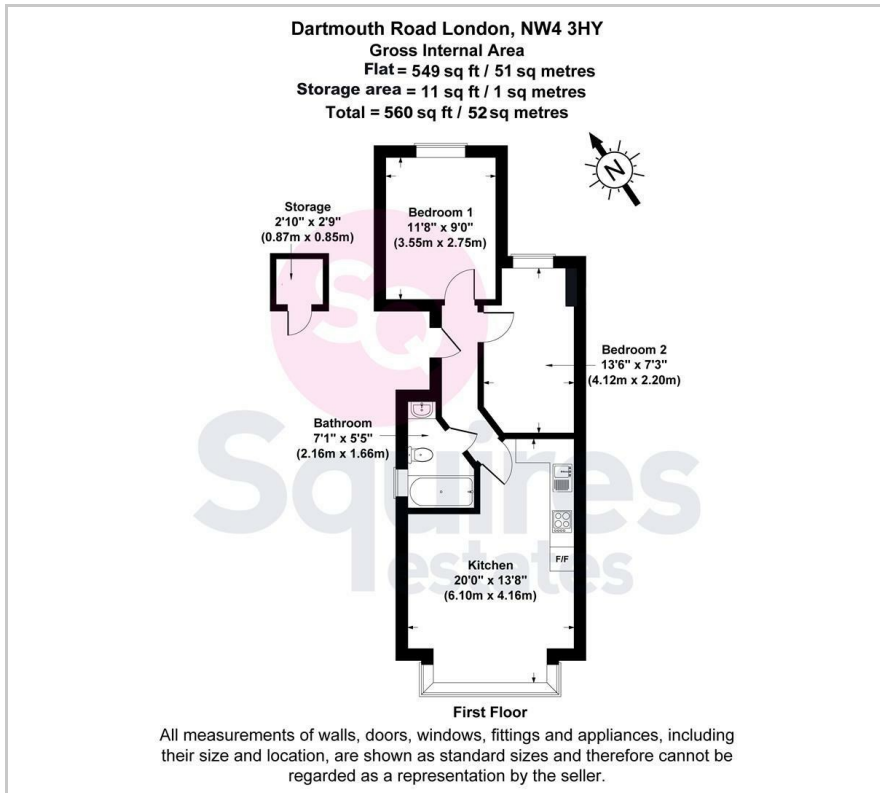 Dartmouth Road London, NW4 3HY
Gross Internal Area
Flat = 549 sq ft / 51 sq metres
Storage area = 11 sq ft / 1 sq metres
Total = 560 sq ft / 52 sq metres
N
Storage
2'10" x 2'9"
(0.87m x 0.85m)
Bedroom 1
11'8" x 9'0"
(3.55m x 2.75m)
SQ
Bedroom 2
13'6" x 7'3"
(4.12m x 2.20m)
Bathroom
7'1" x 5'5"
(2.16m x 1.66m)
Squires
estates
F/F
Kitchen
20'0" x 13'8"
(6.10m x 4.16m)
First Floor
All measurements of walls, doors, windows, fittings and appliances, including
their size and location, are shown as standard sizes and therefore cannot be
regarded as a representation by the seller.